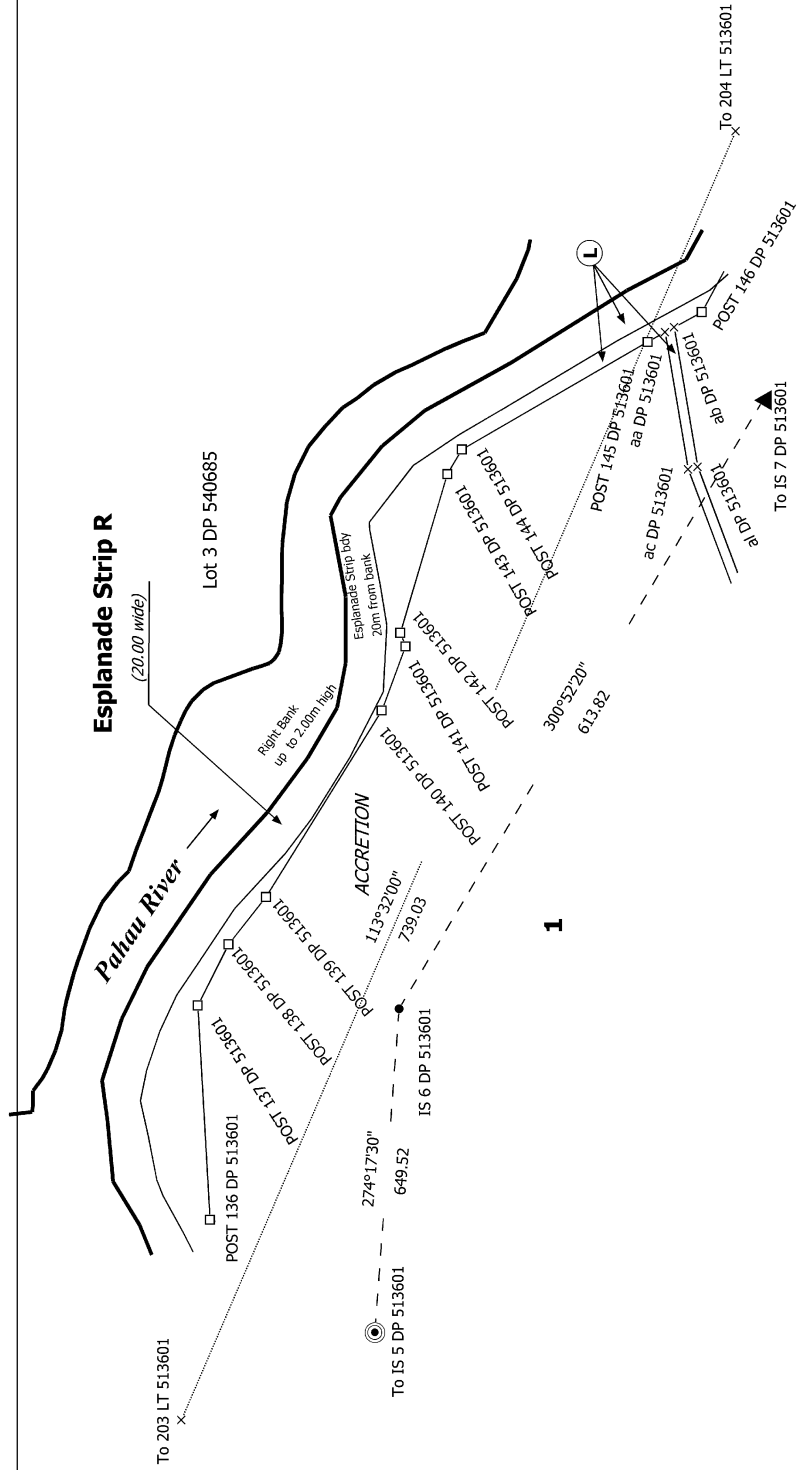 Esplanade Strip R
(20.00 wide)
Lot 3 DP 540685
Pahau River
Right Bank
up to 2.00m high
Esplanade Strip bdy
20m from bank
L
To 203 LT 513601
To 204 LT 513601
POST 136 DP 513601
POST 137 DP 513601
POST 138 DP 513601
POST 139 DP 513601
POST 140 DP 513601
POST 141 DP 513601
POST 142 DP 513601
POST 143 DP 513601
POST 144 DP 513601
POST 145 DP 513601
aa DP 513601
POST 146 DP 513601
ab DP 513601
ac DP 513601
al DP 513601
ACCRETION
113°32'00"
739.03
274°17'30"
649.52
300°52'20"
613.82
To IS 5 DP 513601
IS 6 DP 513601
To IS 7 DP 513601
1